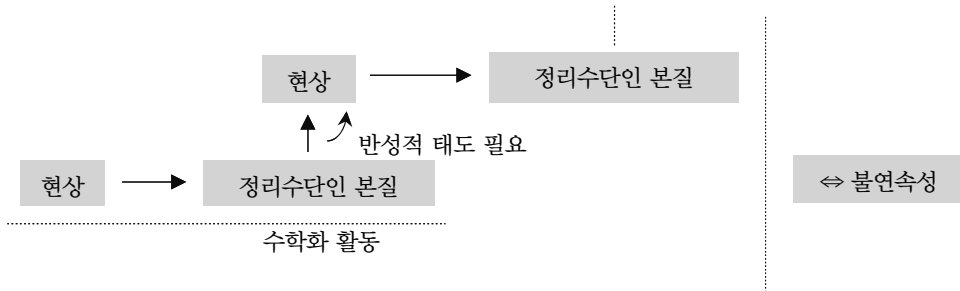 현상
정리수단인 본질
반성적 태도 필요
현상
정리수단인 본질
⇔ 불연속성
수학화 활동